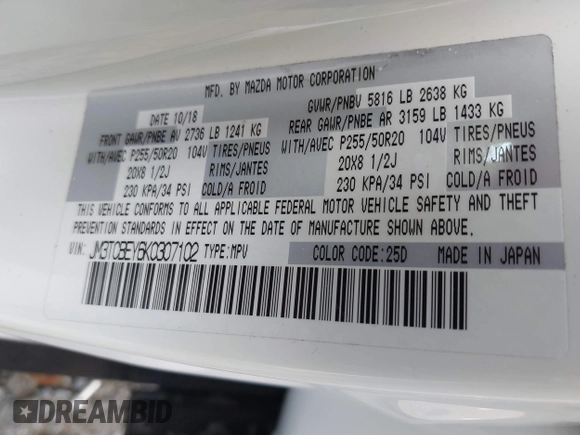 MFD. BY MAZDA MOTOR CORPORATION
DATE 10/18 GVWR/PNBV 5816 LB 2638 KG
FRONT GAWR/PNBE AV 2736 LB 1241 KG REAR GAWR/PNBE AR 3159 LB 1433 KG
WITH/AVEC P255/50R20 104V TIRES/PNEUS WITH/AVEC P255/50R20 104V TIRES/PNEUS
20X8 1/2J RIMS/JANTES 20X8 1/2J RIMS/JANTES
230 KPA/34 PSI COLD/A FROID 230 KPA/34 PSI COLD/A FROID
THIS VEHICLE CONFORMS TO ALL APPLICABLE FEDERAL MOTOR VEHICLE SAFETY AND THEFT
PREVENTION STANDARDS IN EFFECT ON THE DATE OF MANUFACTURE SHOWN ABOVE.
VIN: JM3TCBEY6K0307102 TYPE:MPV COLOR CODE:25D MADE IN JAPAN
DREAMBID